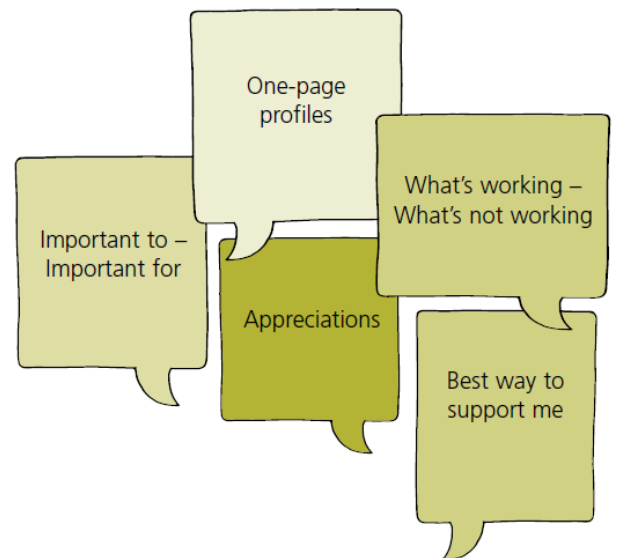 One-page
profiles
What’s working –
What’s not working
Important to –
Important for
Appreciations
Best way to
support me